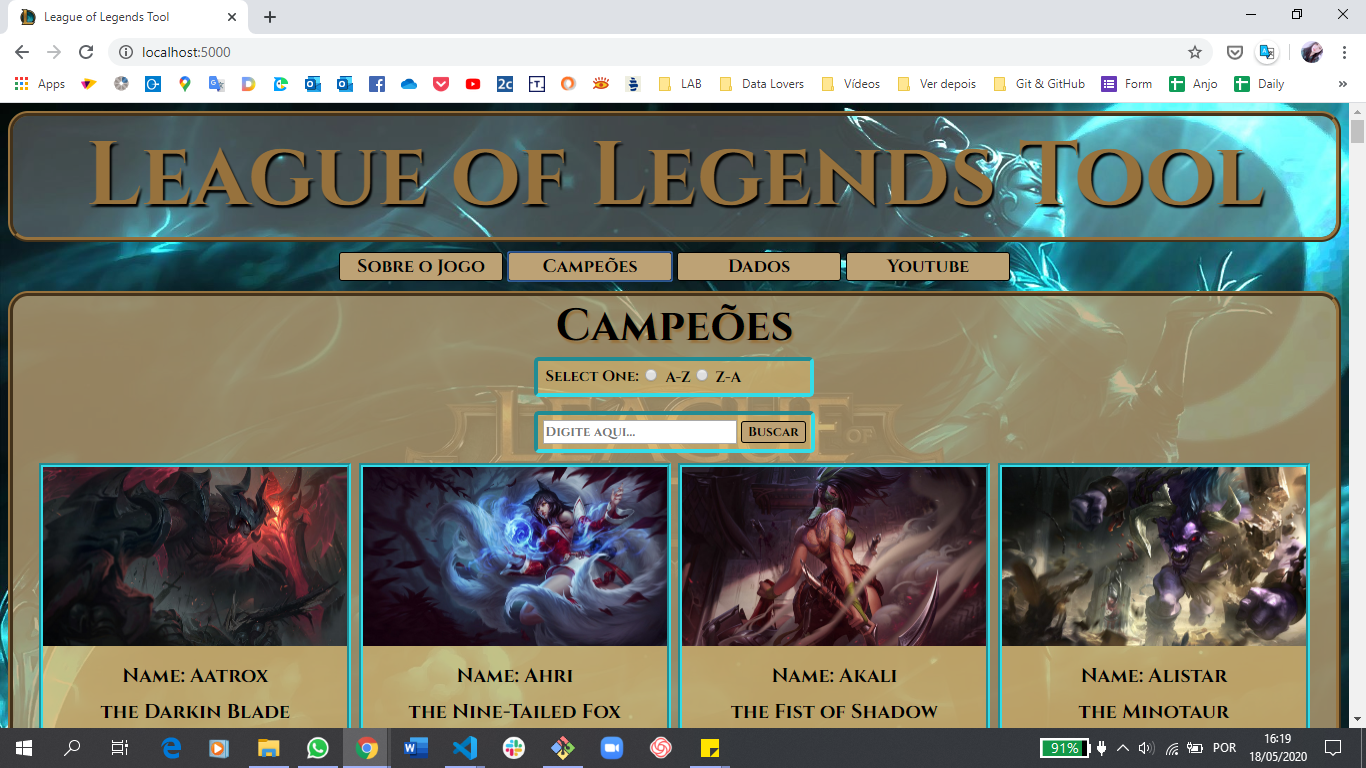 League of Legends Tool
localhost:5000
Apps
LAB
Data Lovers
Vídeos
Ver depois
Git & GitHub
Form
Anjo
Daily
League of Legends Tool
Sobre o Jogo
Campeões
Dados
Youtube
Campeões
Select One: A-Z Z-A
Digite aqui...
Buscar
LEAGUE OF
Name: Aatrox
the Darkin Blade
Name: Ahri
the Nine-Tailed Fox
Name: Akali
the Fist of Shadow
Name: Alistar
the Minotaur
91%
POR
16:19
18/05/2020